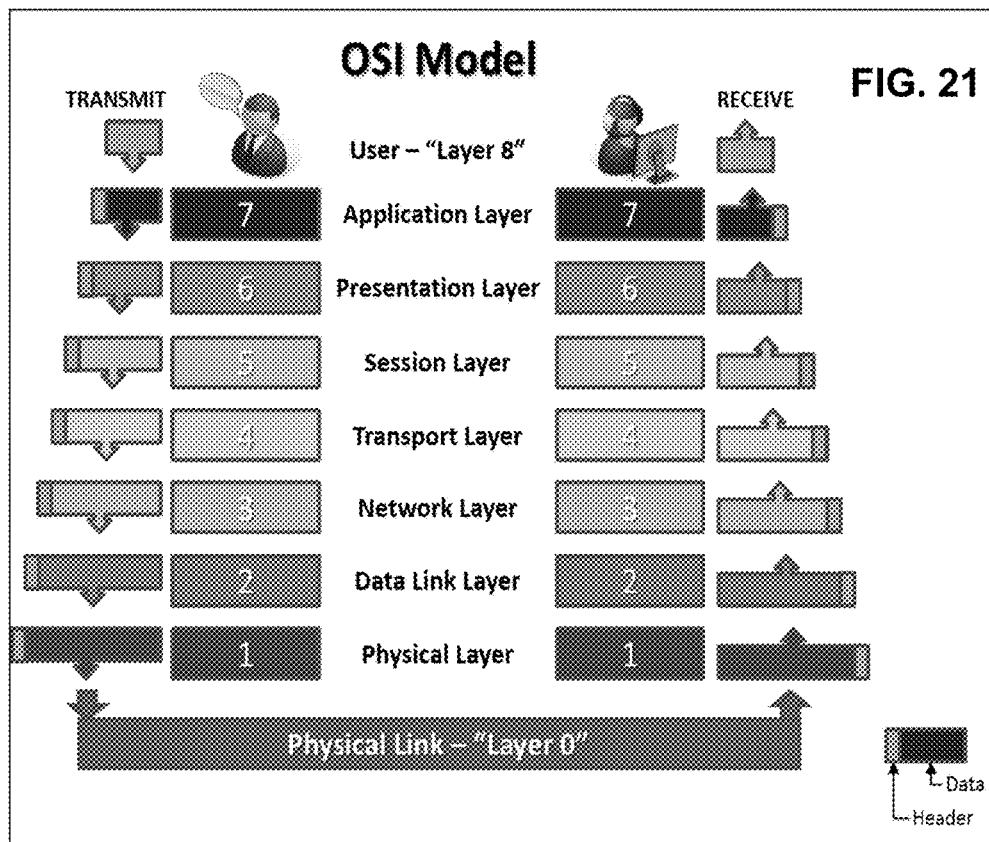 OSI Model
FIG. 21
TRANSMIT
RECEIVE
User – "Layer 8"
7 Application Layer 7
6 Presentation Layer 6
5 Session Layer 5
4 Transport Layer 4
3 Network Layer 3
2 Data Link Layer 2
1 Physical Layer 1
Physical Link – "Layer 0"
Data
Header